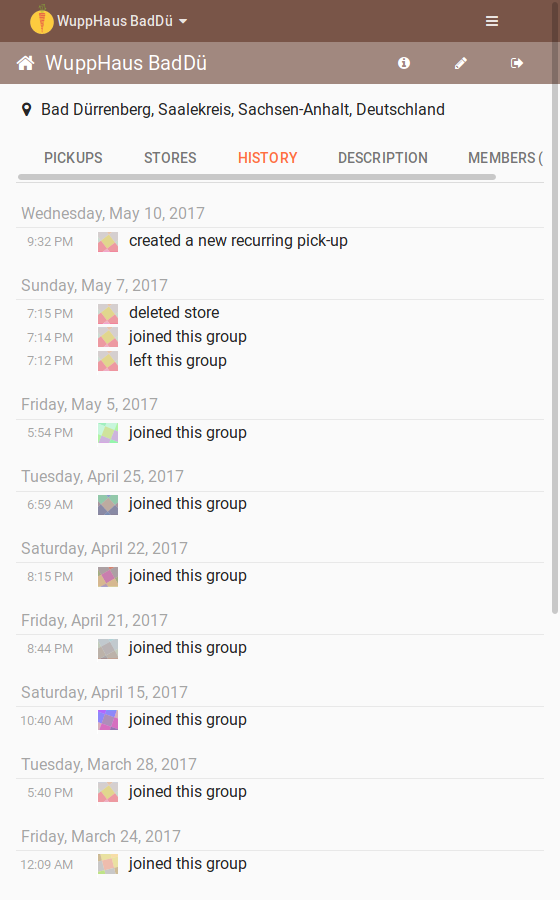 WuppHaus BadDü
WuppHaus BadDü
Bad Dürrenberg, Saalekreis, Sachsen-Anhalt, Deutschland
PICKUPS STORES HISTORY DESCRIPTION MEMBERS (
Wednesday, May 10, 2017
9:32 PM created a new recurring pick-up
Sunday, May 7, 2017
7:15 PM deleted store
7:14 PM joined this group
7:12 PM left this group
Friday, May 5, 2017
5:54 PM joined this group
Tuesday, April 25, 2017
6:59 AM joined this group
Saturday, April 22, 2017
8:15 PM joined this group
Friday, April 21, 2017
8:44 PM joined this group
Saturday, April 15, 2017
10:40 AM joined this group
Tuesday, March 28, 2017
5:40 PM joined this group
Friday, March 24, 2017
12:09 AM joined this group